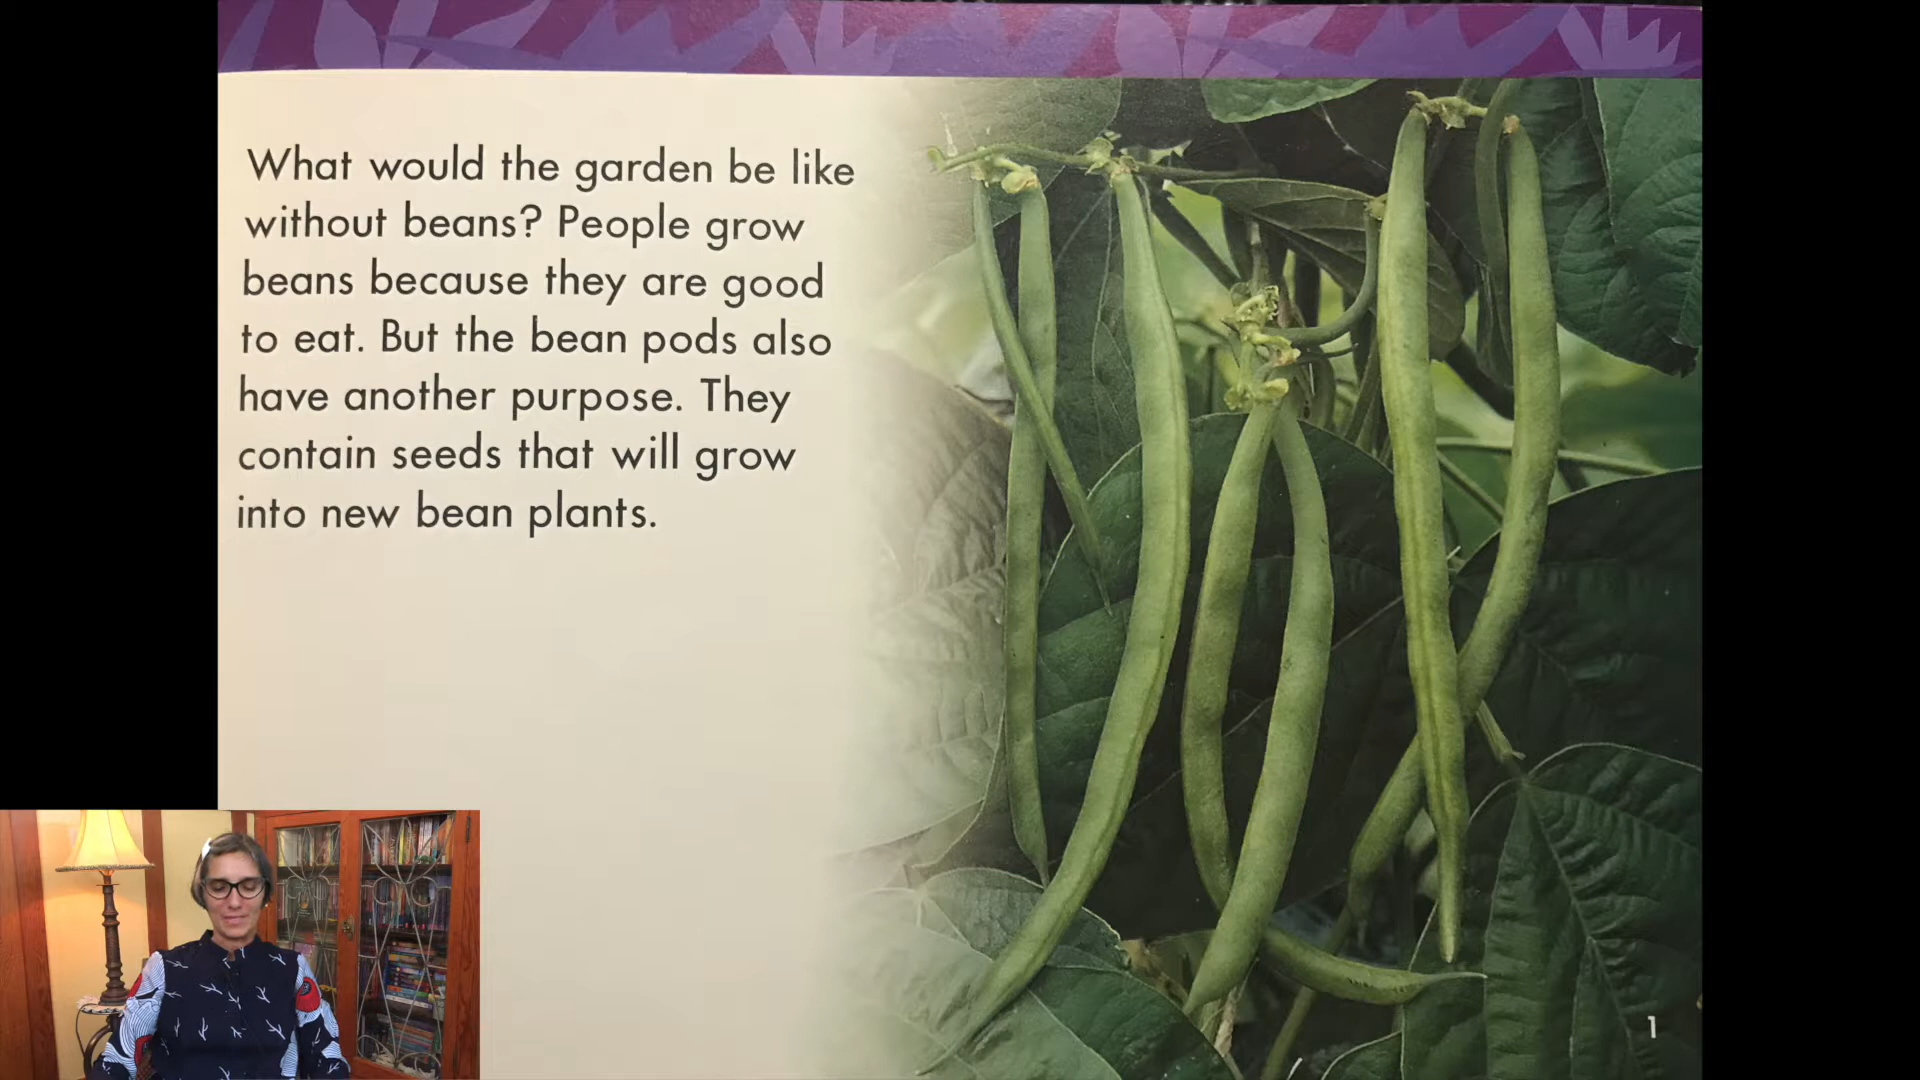 What would the garden be like
without beans? People grow
beans because they are good
to eat. But the bean pods also
have another purpose. They
contain seeds that will grow
into new bean plants.
1